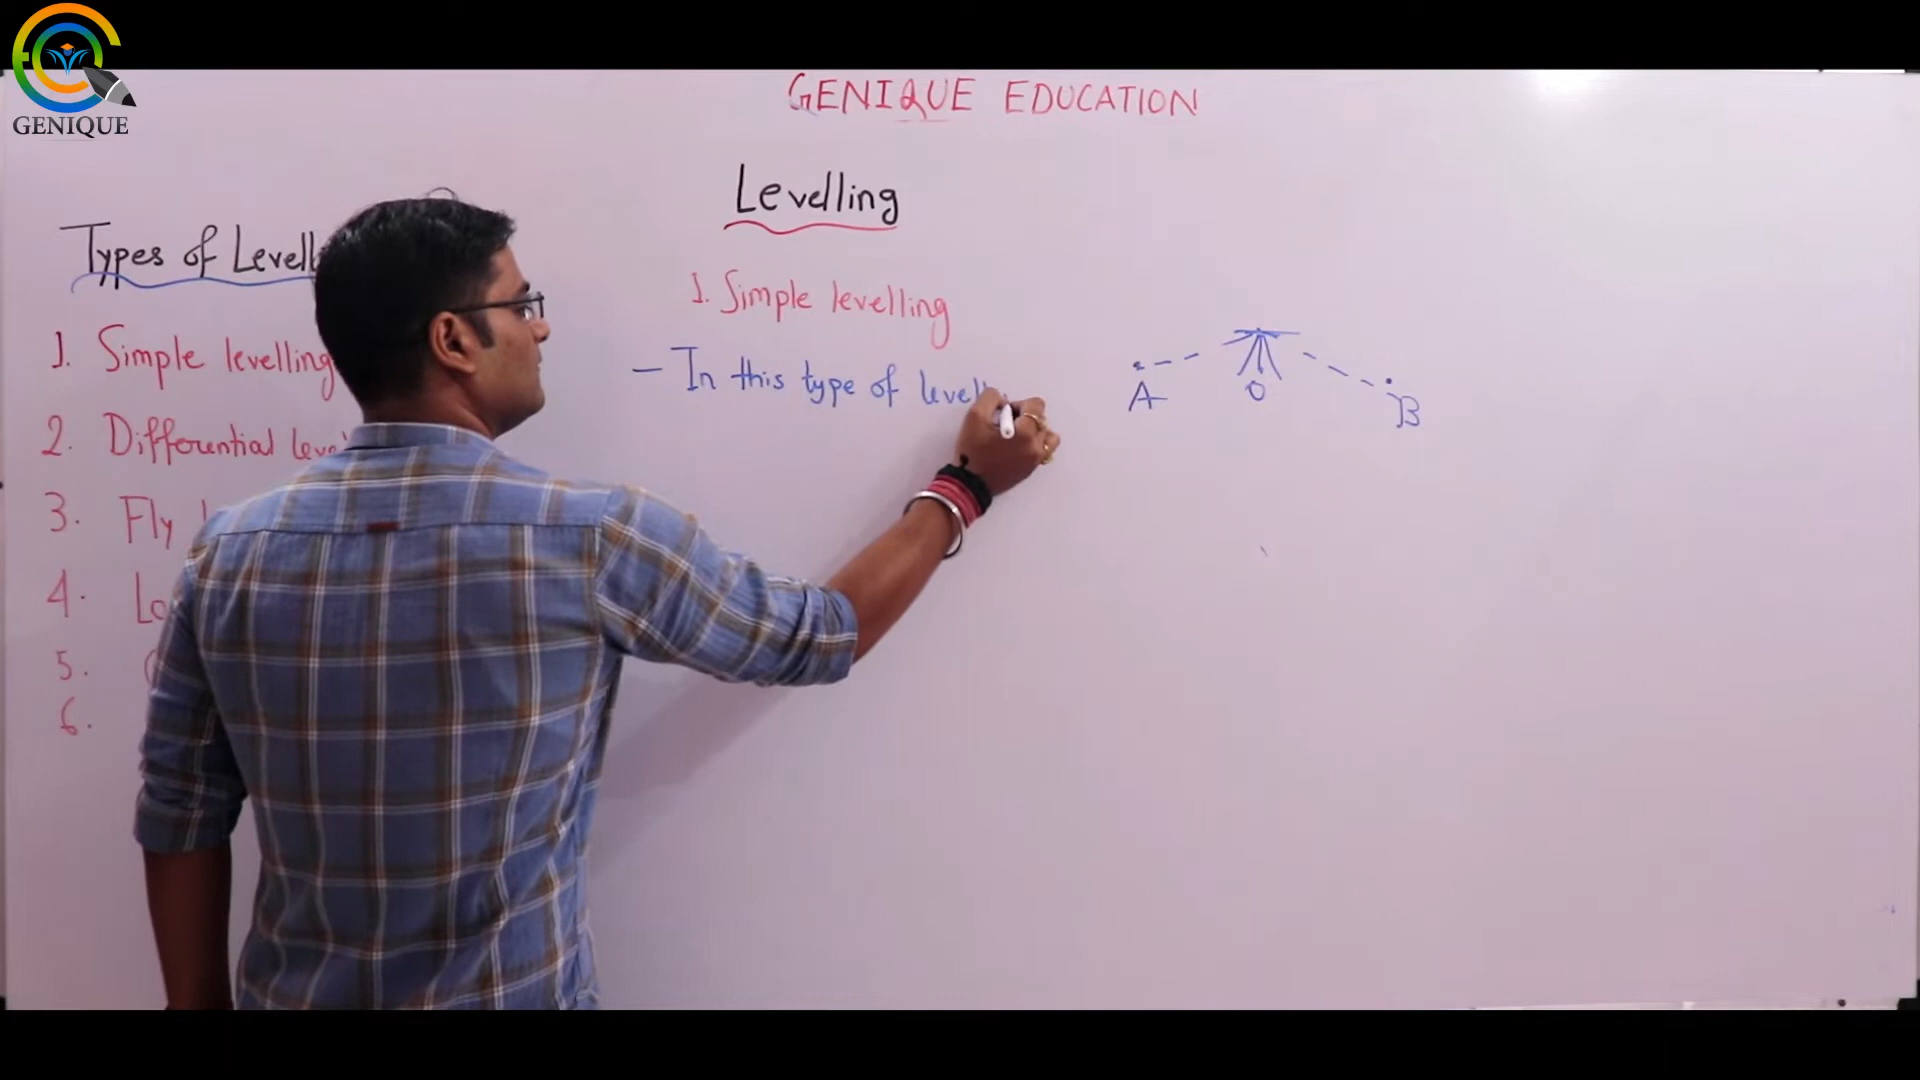 GENIQUE
GENIQUE EDUCATION
Levelling
Types of Levell
1. Simple levelling
2. Differential leve
3. Fly
4. Lo
5.
6.
1. Simple levelling
- In this type of levell
A
O
B